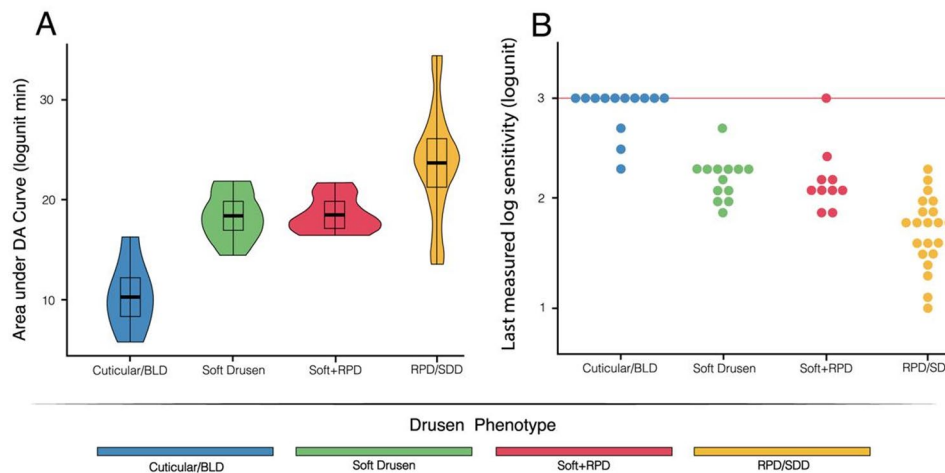 A
B
Area under DA Curve (logunit min)
30
20
10
Cuticular/BLD
Soft Drusen
Soft+RPD
RPD/SDD
Last measured log sensitivity (logunit)
3
2
1
Cuticular/BLD
Soft Drusen
Soft+RPD
RPD/SD
Drusen Phenotype
Cuticular/BLD
Soft Drusen
Soft+RPD
RPD/SDD